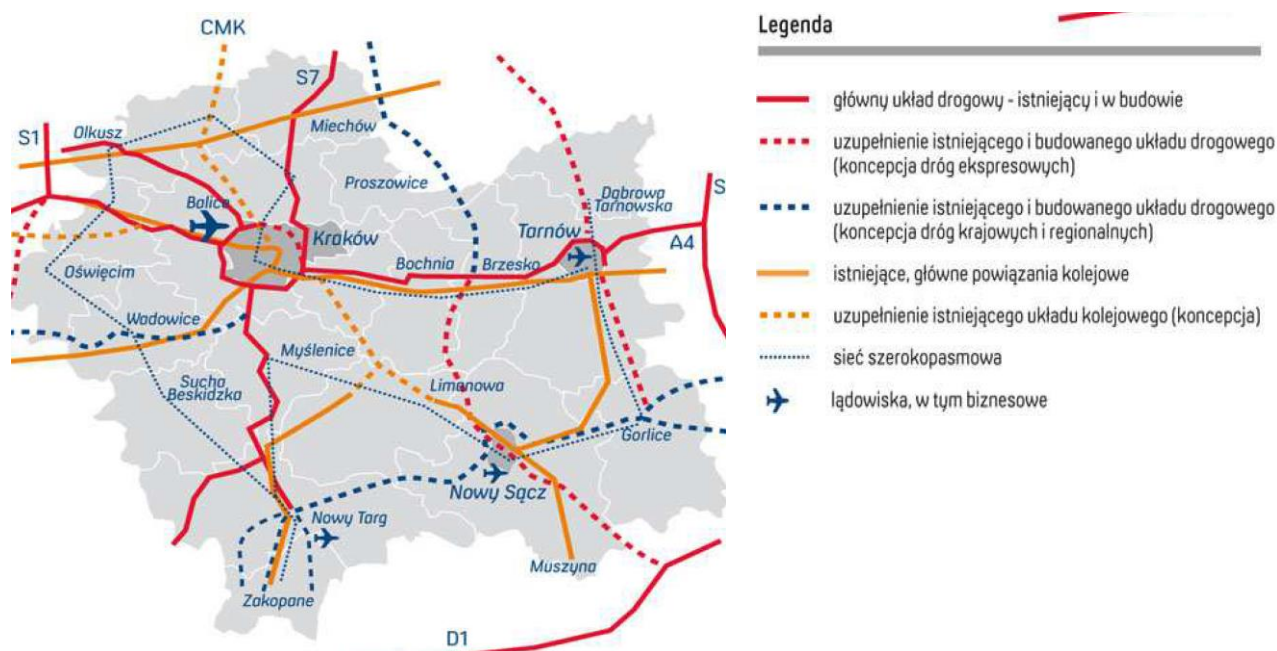 CMK
S7
S1
Olkusz
Miechów
Proszowice
Dąbrowa
Tarnowska
S
Balice
Kraków
Tarnów
A4
Bochnia
Brzesko
Oświęcim
Wadowice
Myślenice
Sucha
Beskidzka
Limanowa
Gorlice
Nowy Sącz
Nowy Targ
Muszyna
Zakopane
D1
Legenda
główny układ drogowy - istniejący i w budowie
uzupełnienie istniejącego i budowanego układu drogowego
(koncepcja dróg ekspresowych)
uzupełnienie istniejącego i budowanego układu drogowego
(koncepcja dróg krajowych i regionalnych)
istniejące, główne powiązania kolejowe
uzupełnienie istniejącego układu kolejowego (koncepcja)
sieć szerokopasmowa
lądowiska, w tym biznesowe